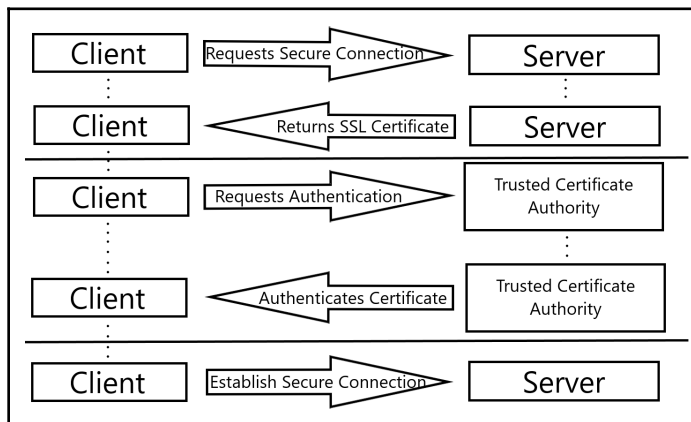 Client Requests Secure Connection Server
Client Returns SSL Certificate Server
Client Requests Authentication Trusted Certificate
Authority
Client Authenticates Certificate Trusted Certificate
Authority
Client Establish Secure Connection Server